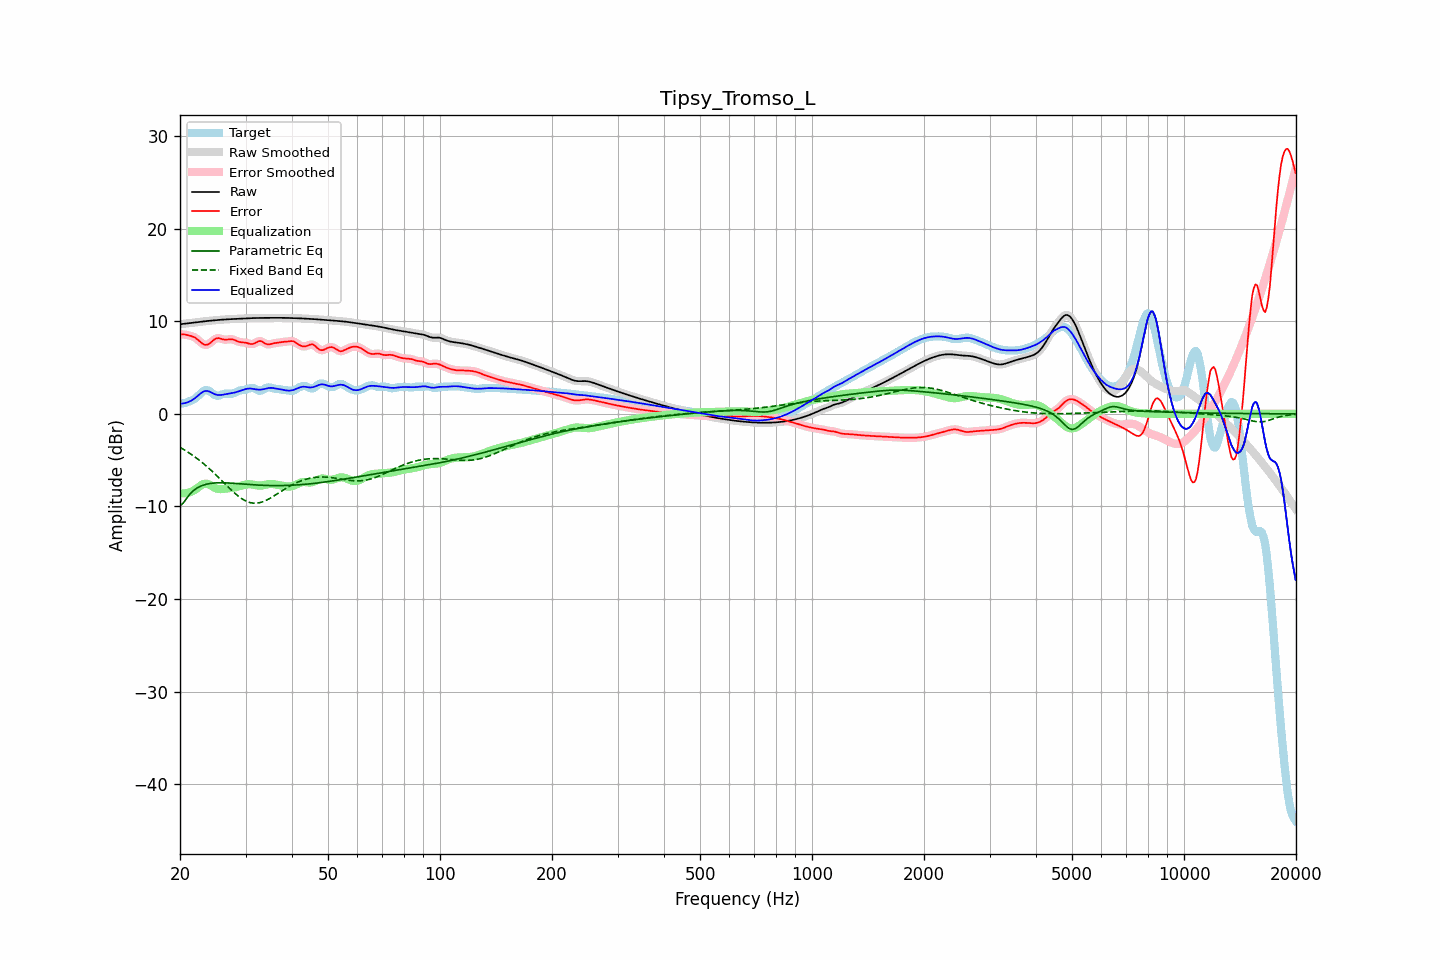 Tipsy_Tromso_L
Target
Raw Smoothed
Error Smoothed
Raw
Error
Equalization
Parametric Eq
Fixed Band Eq
Equalized
30
20
10
0
−10
−20
−30
−40
Amplitude (dBr)
20 50 100 200 500 1000 2000 5000 10000 20000
Frequency (Hz)